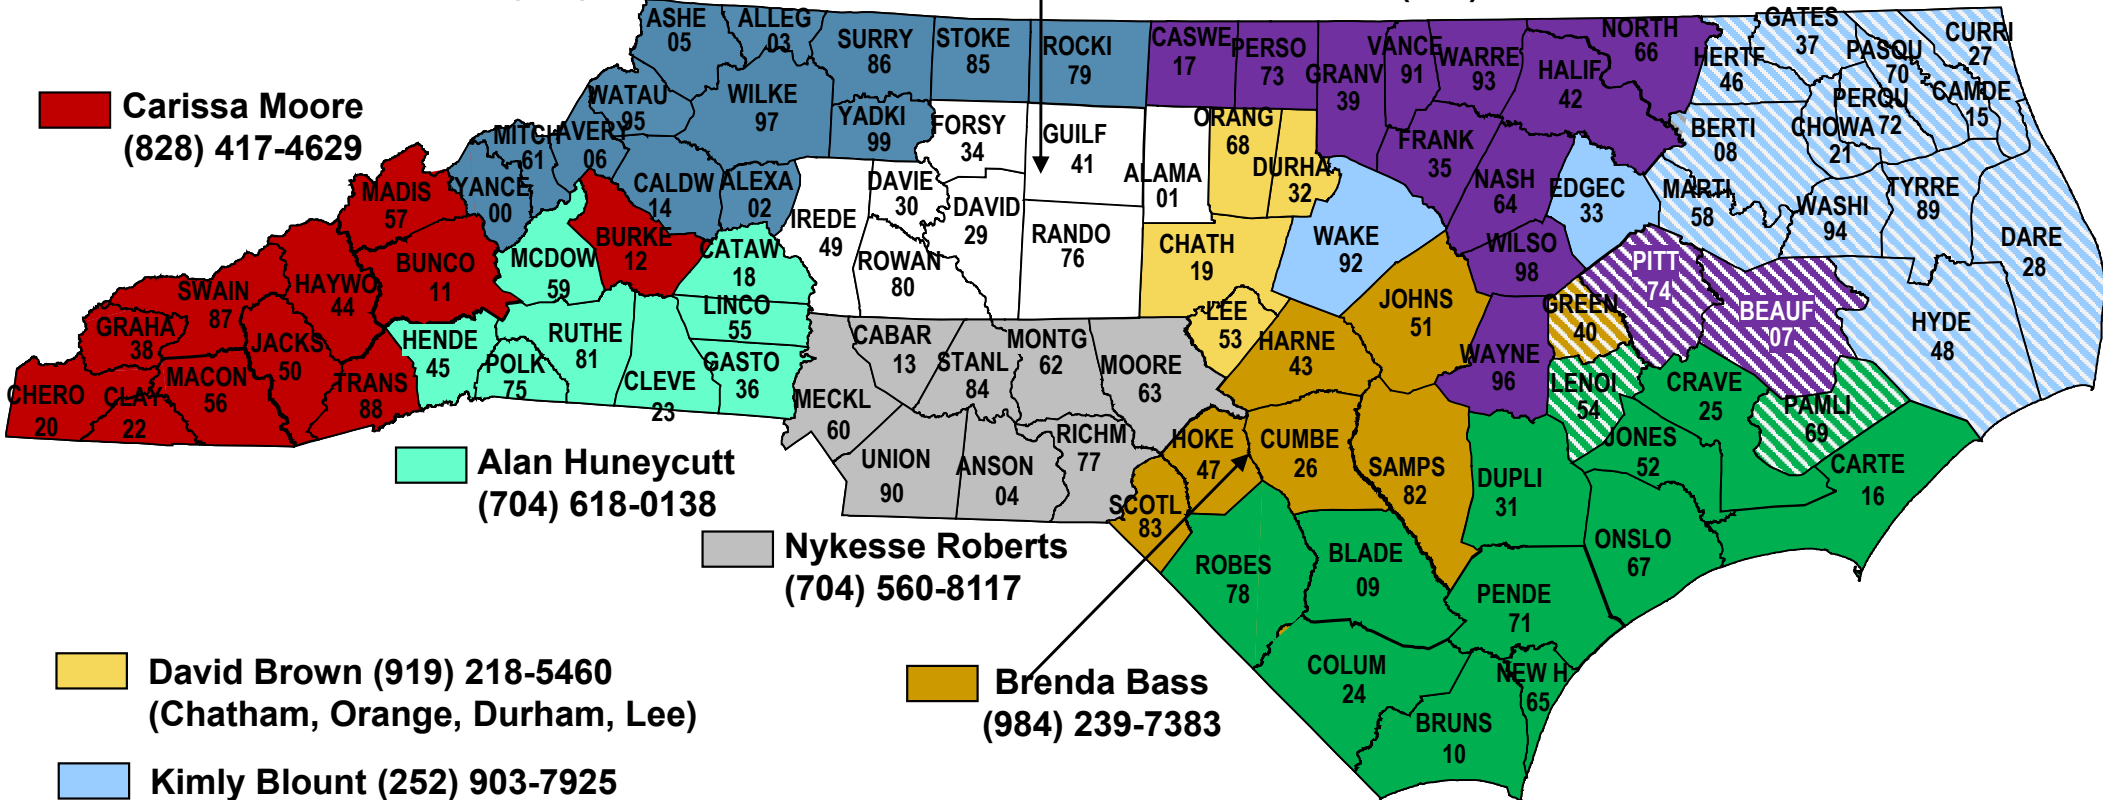 ASHE
05
ALLEG
03
SURRY
86
STOKE
85
ROCKI
79
CASWE
17
PERSO
73
GRANV
39
VANCE
91
WARRE
93
HALIF
42
NORTH
66
HERTF
46
GATES
37
PASQU
70
CURRI
27
CAMDE
15
PERQU
72
CHOWA
21
BERTI
08
WATAU
95
WILKE
97
YADKI
99
FORSY
34
GUILF
41
ALAMA
01
ORANG
68
DURHA
32
FRANK
35
NASH
64
EDGEC
33
MARTI
58
WASHI
94
TYRRE
89
DARE
28
MITCH
61
AVERY
06
YANCE
00
CALDW
14
ALEXA
02
IREDE
49
DAVIE
30
DAVID
29
ROWAN
80
RANDO
76
CHATH
19
WAKE
92
WILSO
98
PITT
74
BEAUF
07
HYDE
48
Carissa Moore
(828) 417-4629
MADIS
57
BUNCO
11
HAYWO
44
SWAIN
87
GRAHA
38
JACKS
50
MACON
56
CHERO
20
CLAY
22
TRANS
88
BURKE
12
MCDOW
59
CATAW
18
LINCO
55
HENDE
45
POLK
75
RUTHE
81
CLEVE
23
GASTO
36
CABAR
13
STANL
84
MONTG
62
MOORE
63
MECKL
60
UNION
90
ANSON
04
RICHM
77
LEE
53
HARNE
43
JOHNS
51
WAYNE
96
GREEN
40
LENOI
54
CRAVE
25
PAMLI
69
JONES
52
CARTE
16
HOKE
47
CUMBE
26
SAMPS
82
DUPLI
31
ONSLO
67
SCOTL
83
ROBES
78
BLADE
09
PENDE
71
COLUM
24
NEW H
65
BRUNS
10
Alan Huneycutt
(704) 618-0138
Nykesse Roberts
(704) 560-8117
David Brown (919) 218-5460
(Chatham, Orange, Durham, Lee)
Brenda Bass
(984) 239-7383
Kimly Blount (252) 903-7925